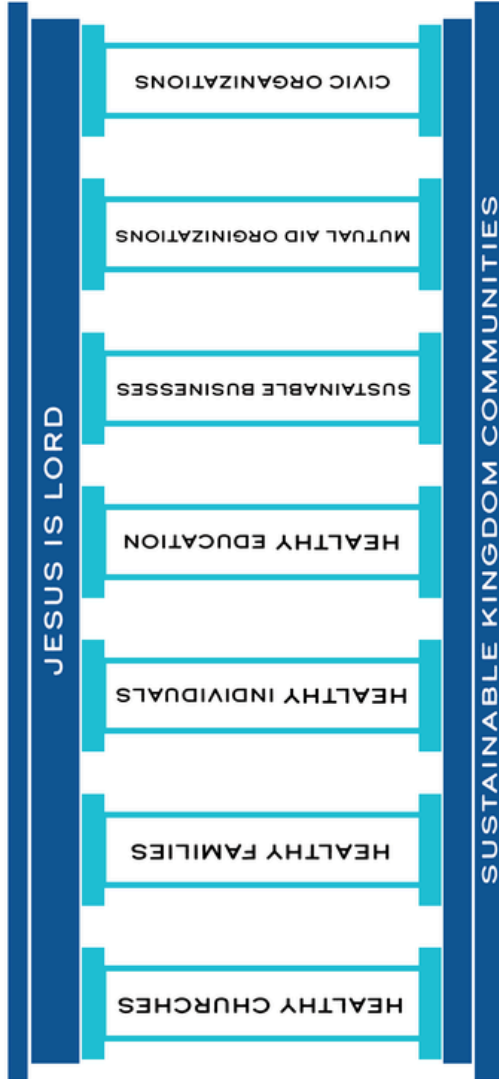 JESUS IS LORD
CIVIC ORGANIZATIONS
MUTUAL AID ORGINIZATIONS
SUSTAINABLE BUSINESSES
HEALTHY EDUCATION
HEALTHY INDIVIDUALS
HEALTHY FAMILIES
HEALTHY CHURCHES
SUSTAINABLE KINGDOM COMMUNITIES